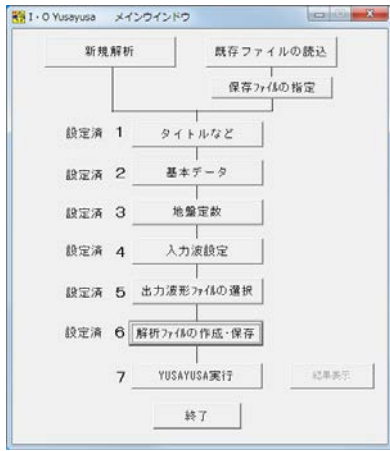 I・O Yusayusa　メインウインドウ
新規解析　既存ファイルの読込
保存ファイルの指定
設定済　1　タイトルなど
設定済　2　基本データ
設定済　3　地盤定数
設定済　4　入力波設定
設定済　5　出力波形ファイルの選択
設定済　6　解析ファイルの作成・保存
7　YUSAYUSA実行　結果表示
終了